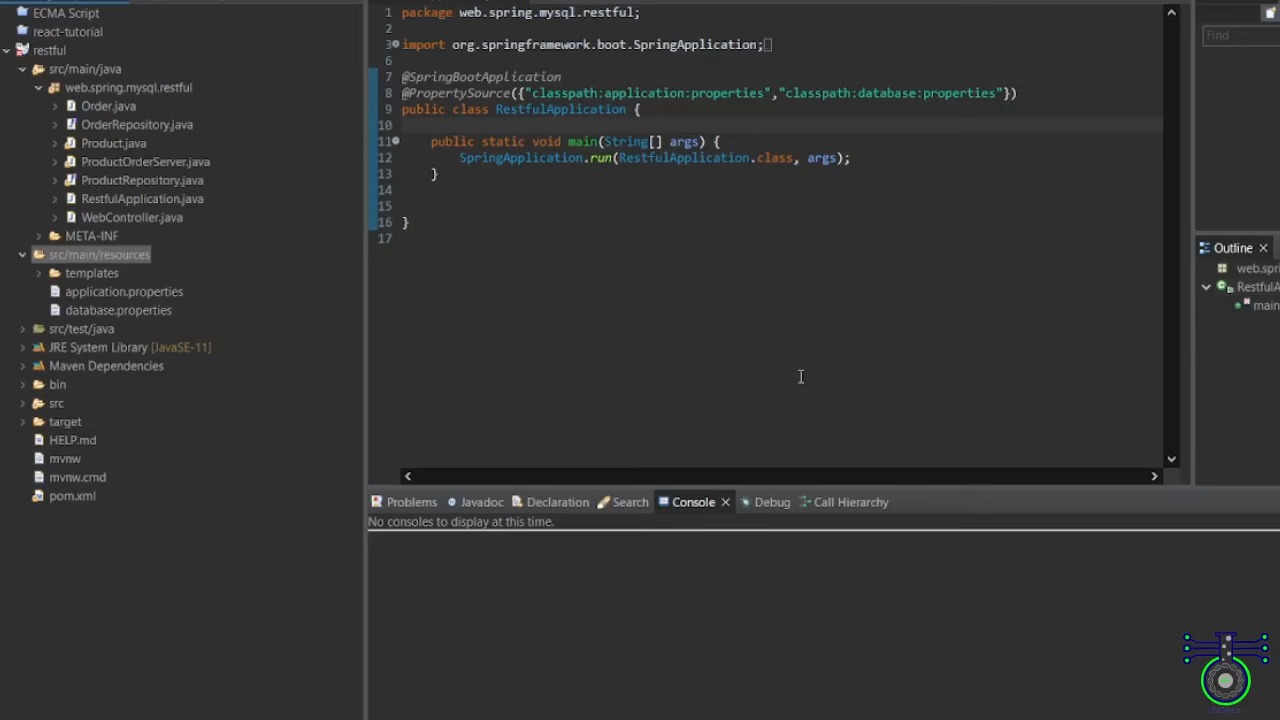 ECMA Script
react-tutorial
restful
src/main/java
web.spring.mysql.restful
Order.java
OrderRepository.java
Product.java
ProductOrderServer.java
ProductRepository.java
RestfulApplication.java
WebController.java
META-INF
src/main/resources
templates
application.properties
database.properties
src/test/java
JRE System Library [JavaSE-11]
Maven Dependencies
bin
src
target
HELP.md
mvnw
mvnw.cmd
pom.xml
1 package web.spring.mysql.restful;
2
3 import org.springframework.boot.SpringApplication;
6
7 @SpringBootApplication
8 @PropertySource({"classpath:application:properties","classpath:database:properties"})
9 public class RestfulApplication {
10
11 public static void main(String[] args) {
12 SpringApplication.run(RestfulApplication.class, args);
13 }
14
15
16 }
17
Problems Javadoc Declaration Search Console Debug Call Hierarchy
No consoles to display at this time.
Find
Outline
web.spri
RestfulA
main